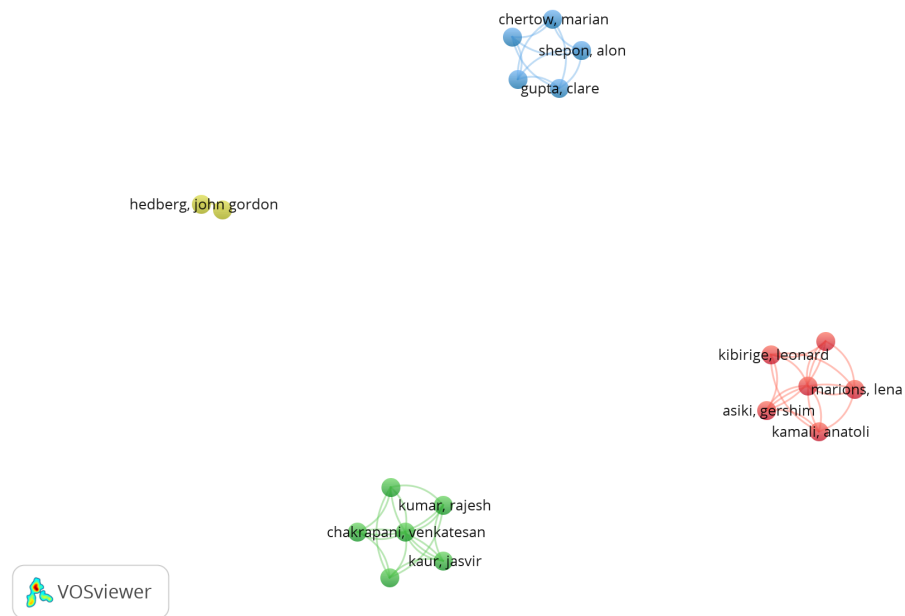 chertow, marian
shepon, alon
gupta, clare
hedberg, john gordon
kibirige, leonard
marions, lena
asiki, gershim
kamali, anatoli
kumar, rajesh
chakrapani, venkatesan
kaur, jasvir
VOSviewer